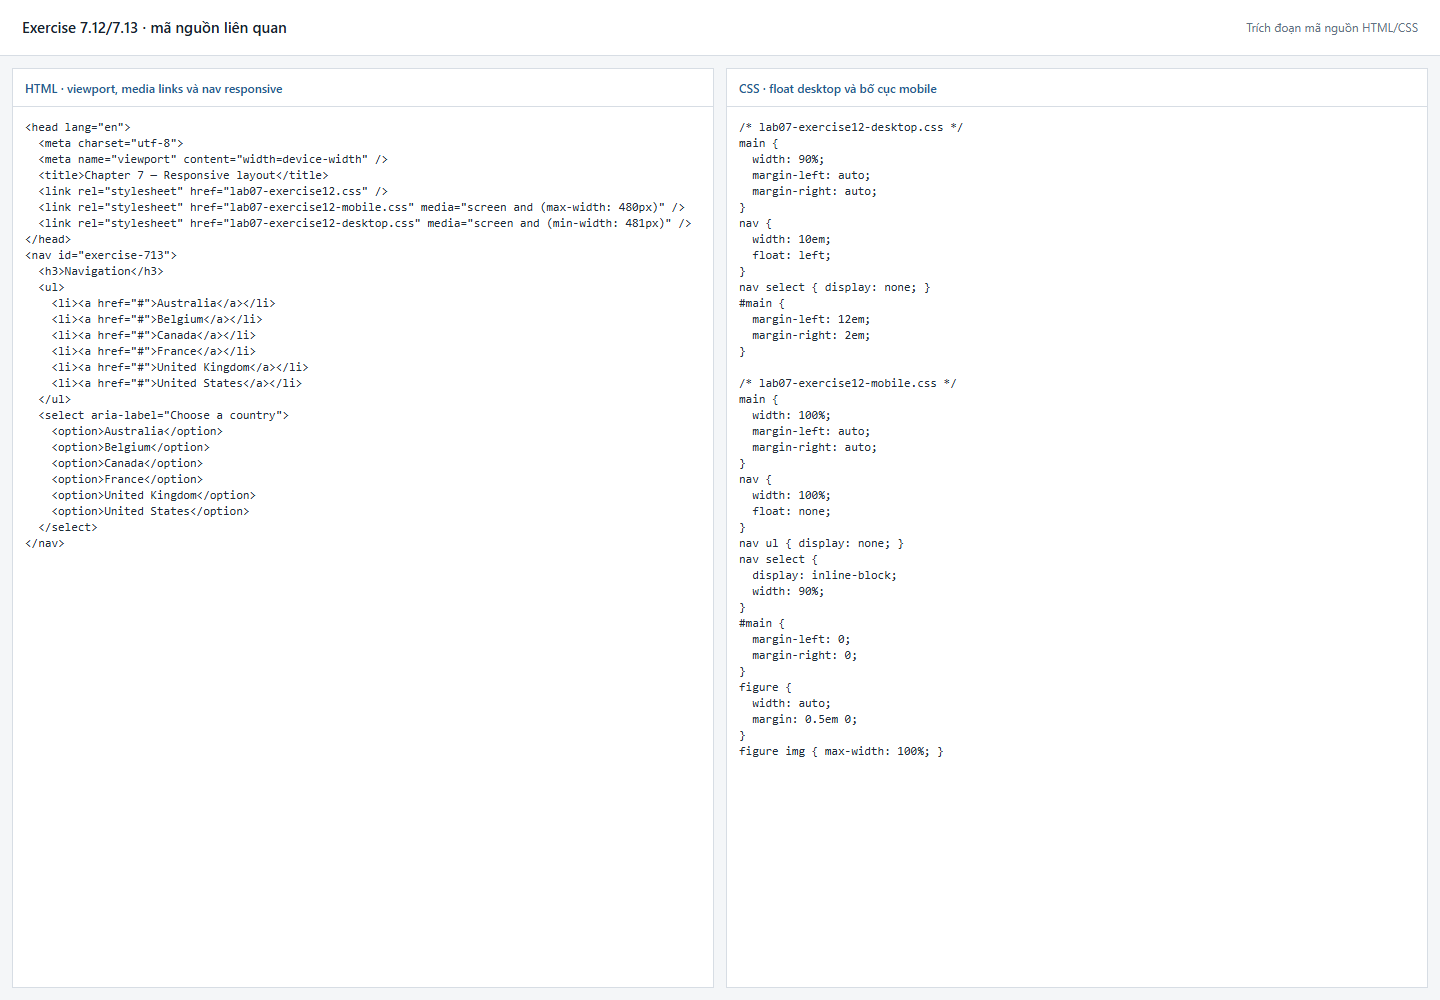 Exercise 7.12/7.13 · mã nguồn liên quan
Trích đoạn mã nguồn HTML/CSS
HTML · viewport, media links và nav responsive
<head lang="en">
  <meta charset="utf-8">
  <meta name="viewport" content="width=device-width" />
  <title>Chapter 7 — Responsive layout</title>
  <link rel="stylesheet" href="lab07-exercise12.css" />
  <link rel="stylesheet" href="lab07-exercise12-mobile.css" media="screen and (max-width: 480px)" />
  <link rel="stylesheet" href="lab07-exercise12-desktop.css" media="screen and (min-width: 481px)" />
</head>
<nav id="exercise-713">
  <h3>Navigation</h3>
  <ul>
    <li><a href="#">Australia</a></li>
    <li><a href="#">Belgium</a></li>
    <li><a href="#">Canada</a></li>
    <li><a href="#">France</a></li>
    <li><a href="#">United Kingdom</a></li>
    <li><a href="#">United States</a></li>
  </ul>
  <select aria-label="Choose a country">
    <option>Australia</option>
    <option>Belgium</option>
    <option>Canada</option>
    <option>France</option>
    <option>United Kingdom</option>
    <option>United States</option>
  </select>
</nav>
CSS · float desktop và bố cục mobile
/* lab07-exercise12-desktop.css */
main {
  width: 90%;
  margin-left: auto;
  margin-right: auto;
}
nav {
  width: 10em;
  float: left;
}
nav select { display: none; }
#main {
  margin-left: 12em;
  margin-right: 2em;
}
/* lab07-exercise12-mobile.css */
main {
  width: 100%;
  margin-left: auto;
  margin-right: auto;
}
nav {
  width: 100%;
  float: none;
}
nav ul { display: none; }
nav select {
  display: inline-block;
  width: 90%;
}
#main {
  margin-left: 0;
  margin-right: 0;
}
figure {
  width: auto;
  margin: 0.5em 0;
}
figure img { max-width: 100%; }